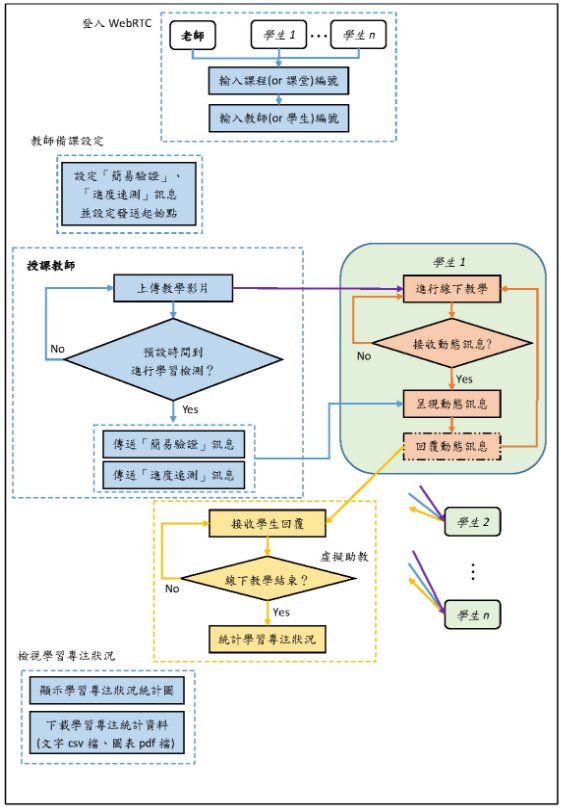 登入 WebRTC
老師
學生 1
…
學生 n
輸入課程(or 課堂)編號
輸入教師(or 學生)編號
教師備課設定
設定「簡易驗證」、
「進度速測」訊息
並設定發送起始點
授課教師
上傳教學影片
No
預設時間到
進行學習檢測？
Yes
傳送「簡易驗證」訊息
傳送「進度速測」訊息
學生 1
進行線下教學
接收動態訊息?
No
Yes
呈現動態訊息
回覆動態訊息
接收學生回覆
虛擬助教
線下教學結束？
No
Yes
統計學習專注狀況
學生 2
⋮
學生 n
檢視學習專注狀況
顯示學習專注狀況統計圖
下載學習專注統計資料
(文字 csv 檔、圖表 pdf 檔)